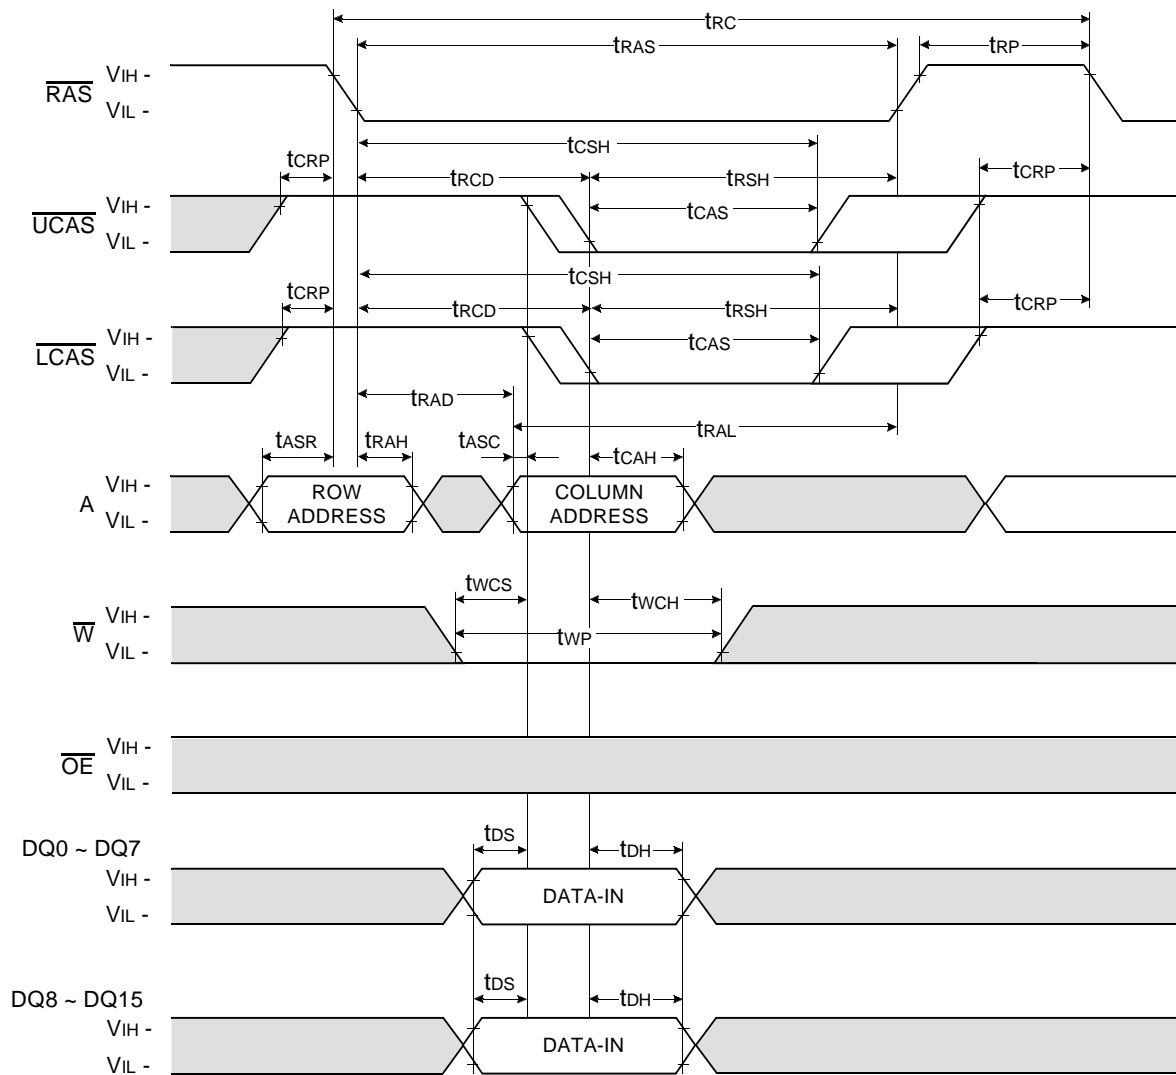 tRC
tRAS tRP
RAS VIH -
VIL -
tCSH
tCRP tRCD tRSH tCRP
UCAS VIH -
VIL - tCAS
tCSH
tCRP tRCD tRSH tCRP
LCAS VIH -
VIL - tCAS
tRAD
tRAL
tASR tRAH tASC tCAH
A VIH -
VIL -
ROW
ADDRESS
COLUMN
ADDRESS
tWCS tWCH
W VIH -
VIL -
tWP
OE VIH -
VIL -
DQ0 ~ DQ7 tDS tDH
VIH -
VIL -
DATA-IN
DQ8 ~ DQ15 tDS tDH
VIH -
VIL -
DATA-IN